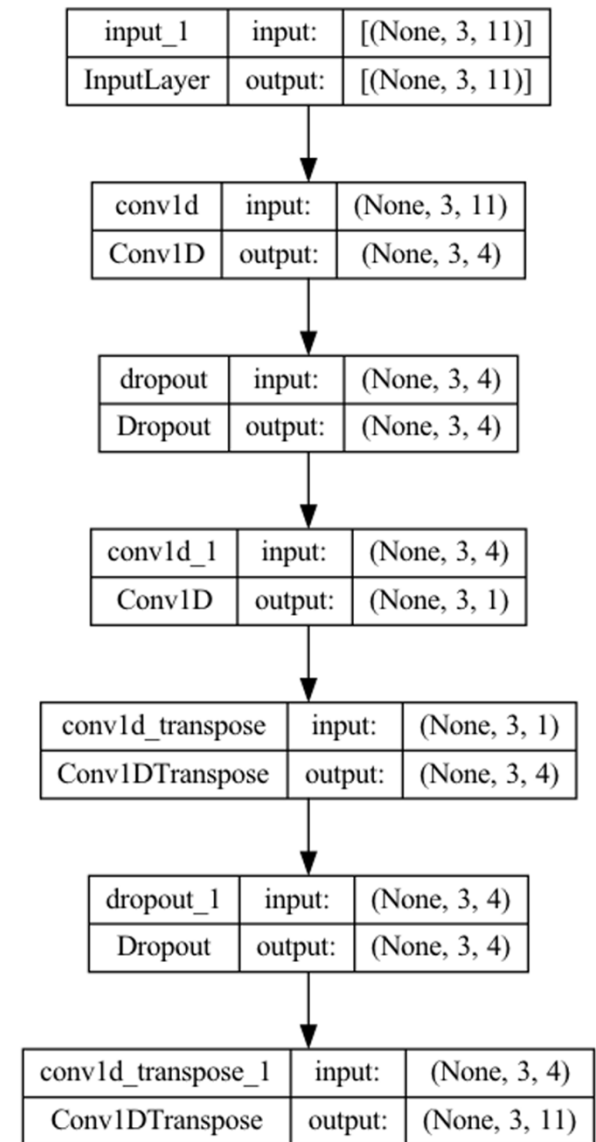 input_1 input: [(None, 3, 11)]
InputLayer output: [(None, 3, 11)]
conv1d input: (None, 3, 11)
Conv1D output: (None, 3, 4)
dropout input: (None, 3, 4)
Dropout output: (None, 3, 4)
conv1d_1 input: (None, 3, 4)
Conv1D output: (None, 3, 1)
conv1d_transpose input: (None, 3, 1)
Conv1DTranspose output: (None, 3, 4)
dropout_1 input: (None, 3, 4)
Dropout output: (None, 3, 4)
conv1d_transpose_1 input: (None, 3, 4)
Conv1DTranspose output: (None, 3, 11)